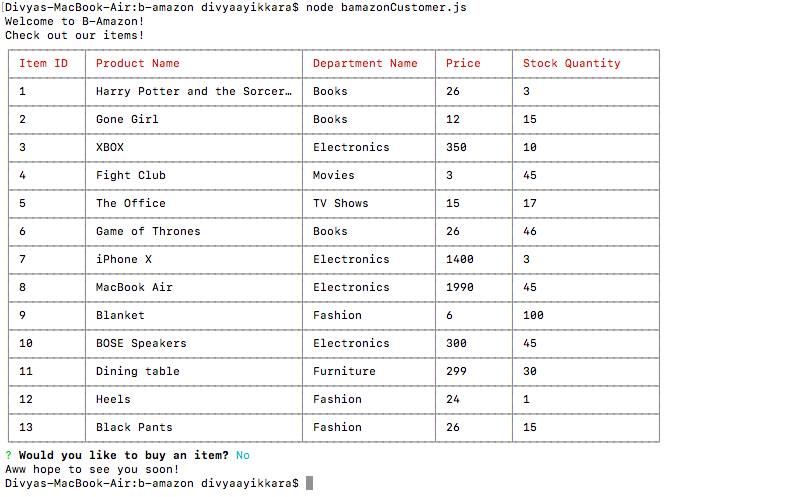 Divyas-MacBook-Air:b-amazon divyaayikkara$ node bamazonCustomer.js
Welcome to B-Amazon!
Check out our items!
Item ID Product Name Department Name Price Stock Quantity
1 Harry Potter and the Sorcer… Books 26 3
2 Gone Girl Books 12 15
3 XBOX Electronics 350 10
4 Fight Club Movies 3 45
5 The Office TV Shows 15 17
6 Game of Thrones Books 26 46
7 iPhone X Electronics 1400 3
8 MacBook Air Electronics 1990 45
9 Blanket Fashion 6 100
10 BOSE Speakers Electronics 300 45
11 Dining table Furniture 299 30
12 Heels Fashion 24 1
13 Black Pants Fashion 26 15
? Would you like to buy an item? No
Aww hope to see you soon!
Divyas-MacBook-Air:b-amazon divyaayikkara$